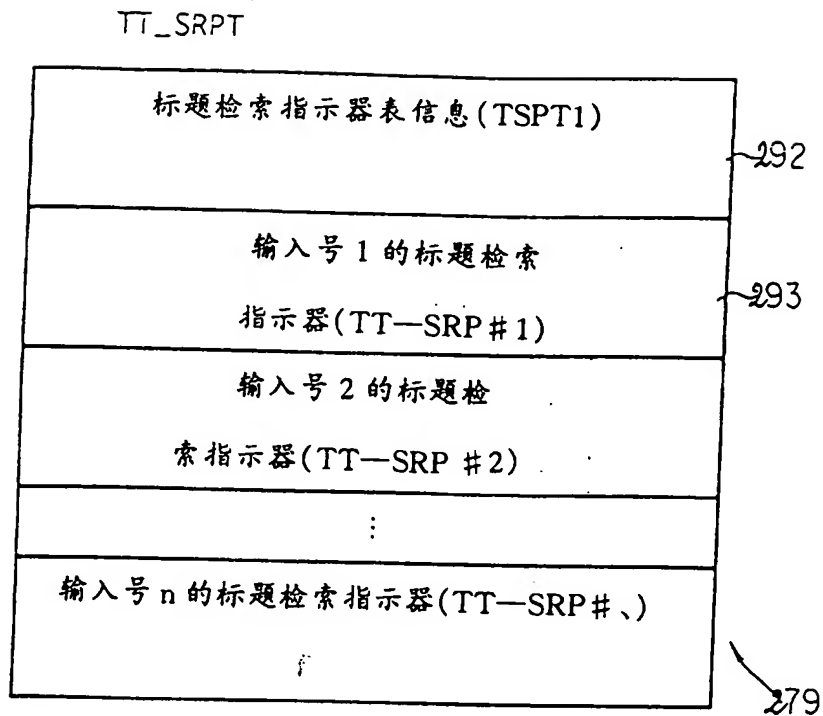 TT_SRPT
标题检索指示器表信息(TSPT1)
292
输入号1的标题检索
指示器(TT—SRP#1)
293
输入号2的标题检
索指示器(TT—SRP #2)
⋮
输入号n的标题检索指示器(TT—SRP#、)
279